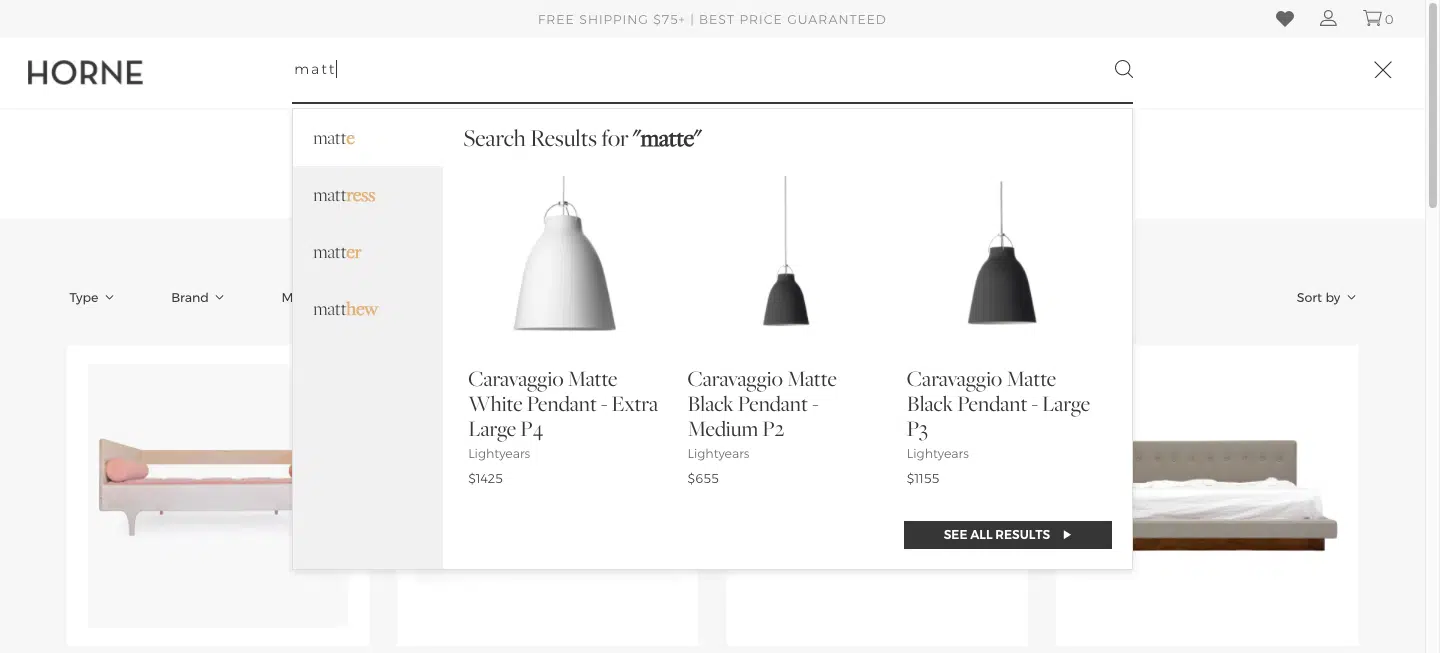 FREE SHIPPING $75+ | BEST PRICE GUARANTEED
0
HORNE
matt
matte
mattress
matter
matthew
Search Results for "matte"
Caravaggio Matte
White Pendant - Extra
Large P4
Lightyears
$1425
Caravaggio Matte
Black Pendant -
Medium P2
Lightyears
$655
Caravaggio Matte
Black Pendant - Large
P3
Lightyears
$1155
SEE ALL RESULTS
Type
Brand
M
Sort by